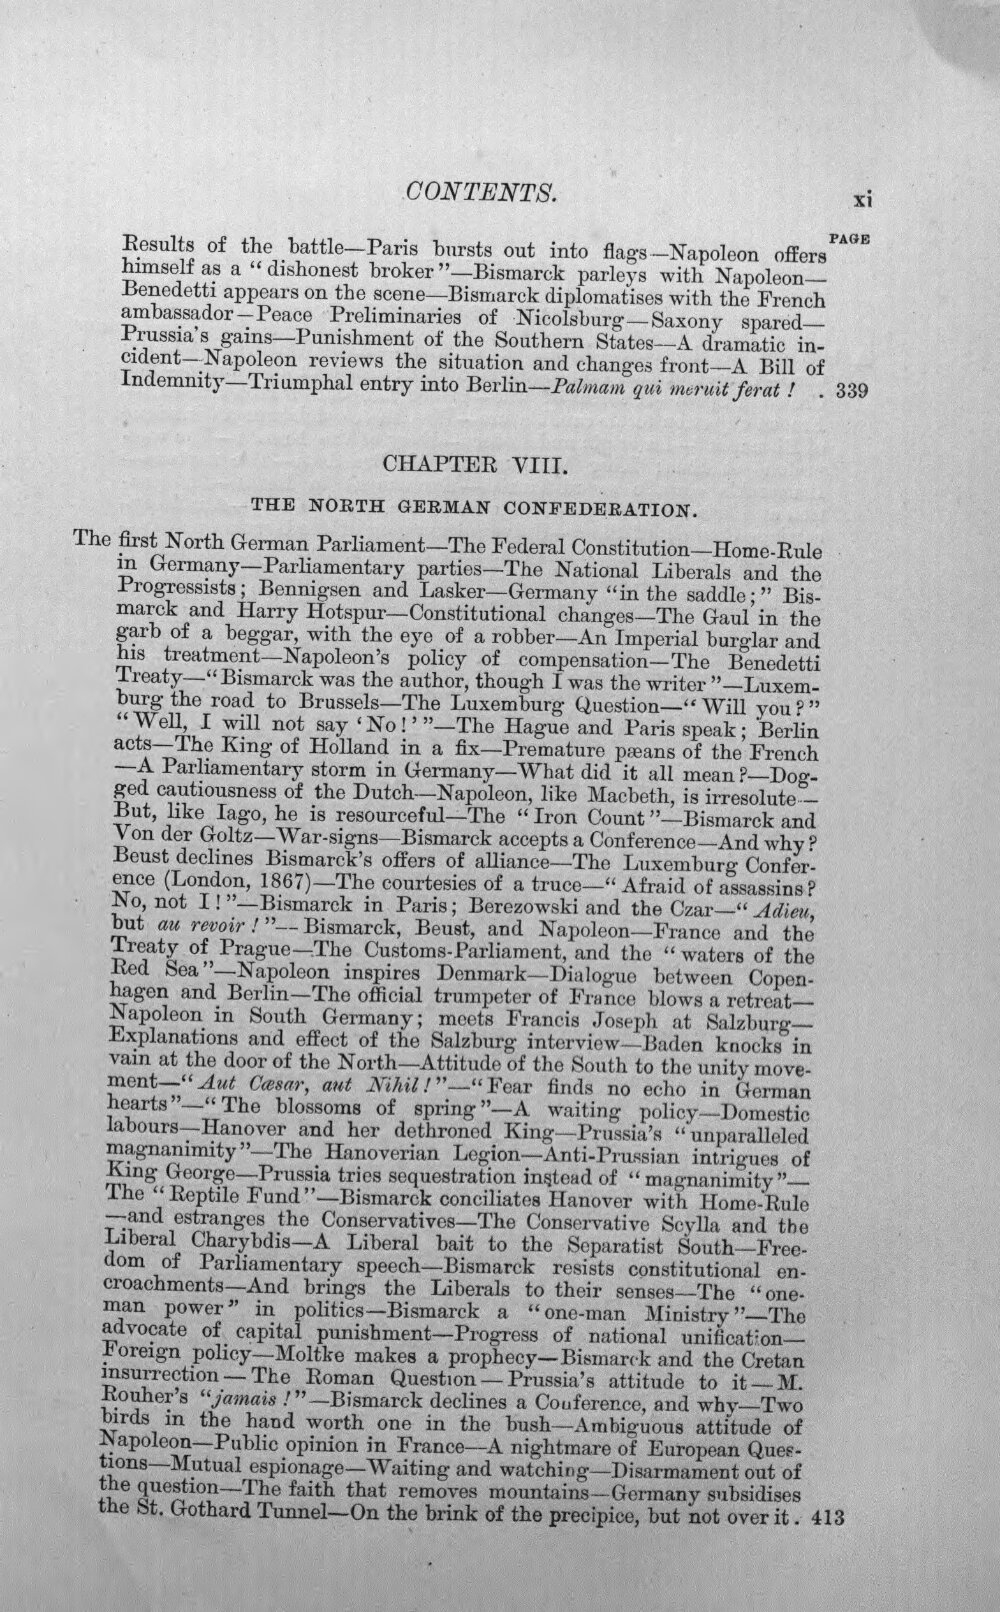 CONTENTS. xi
PAGE
Results of the battle—Paris bursts out into flags—Napoleon offers
himself as a “dishonest broker”—Bismarck parleys with Napoleon—
Benedetti appears on the scene—Bismarck diplomatises with the French
ambassador—Peace Preliminaries of Nicolsburg—Saxony spared—
Prussia's gains—Punishment of the Southern States—A dramatic in-
cident—Napoleon reviews the situation and changes front—A Bill of
Indemnity—Triumphal entry into Berlin—Palmam qui meruit ferat ! . 339
CHAPTER VIII.
THE NORTH GERMAN CONFEDERATION.
The first North German Parliament—The Federal Constitution—Home-Rule
in Germany—Parliamentary parties—The National Liberals and the
Progressists; Bennigsen and Lasker—Germany “in the saddle;” Bis-
marck and Harry Hotspur—Constitutional changes—The Gaul in the
garb of a beggar, with the eye of a robber—An Imperial burglar and
his treatment—Napoleon's policy of compensation—The Benedetti
Treaty—“Bismarck was the author, though I was the writer”—Luxem-
burg the road to Brussels—The Luxemburg Question—“Will you?”
“Well, I will not say ‘No!’”—The Hague and Paris speak; Berlin
acts—The King of Holland in a fix—Premature pæans of the French
—A Parliamentary storm in Germany—What did it all mean?—Dog-
ged cautiousness of the Dutch—Napoleon, like Macbeth, is irresolute—
But, like Iago, he is resourceful—The “Iron Count”—Bismarck and
Von der Goltz—War-signs—Bismarck accepts a Conference—And why?
Beust declines Bismarck's offers of alliance—The Luxemburg Confer-
ence (London, 1867)—The courtesies of a truce—“Afraid of assassins?
No, not I!”—Bismarck in Paris; Berezowski and the Czar—“Adieu,
but au revoir!”—Bismarck, Beust, and Napoleon—France and the
Treaty of Prague—The Customs-Parliament, and the “waters of the
Red Sea”—Napoleon inspires Denmark—Dialogue between Copen-
hagen and Berlin—The official trumpeter of France blows a retreat—
Napoleon in South Germany; meets Francis Joseph at Salzburg—
Explanations and effect of the Salzburg interview—Baden knocks in
vain at the door of the North—Attitude of the South to the unity move-
ment—“Aut Cæsar, aut Nihil!”—“Fear finds no echo in German
hearts”—“The blossoms of spring”—A waiting policy—Domestic
labours—Hanover and her dethroned King—Prussia's “unparalleled
magnanimity”—The Hanoverian Legion—Anti-Prussian intrigues of
King George—Prussia tries sequestration instead of “magnanimity”—
The “Reptile Fund”—Bismarck conciliates Hanover with Home-Rule
—and estranges the Conservatives—The Conservative Scylla and the
Liberal Charybdis—A Liberal bait to the Separatist South—Free-
dom of Parliamentary speech—Bismarck resists constitutional en-
croachments—And brings the Liberals to their senses—The “one-
man power” in politics—Bismarck a “one-man Ministry”—The
advocate of capital punishment—Progress of national unification—
Foreign policy—Moltke makes a prophecy—Bismarck and the Cretan
insurrection—The Roman Question—Prussia's attitude to it—M.
Rouher's “jamais!”—Bismarck declines a Conference, and why—Two
birds in the hand worth one in the bush—Ambiguous attitude of
Napoleon—Public opinion in France—A nightmare of European Ques-
tions—Mutual espionage—Waiting and watching—Disarmament out of
the question—The faith that removes mountains—Germany subsidises
the St. Gothard Tunnel—On the brink of the precipice, but not over it . 413